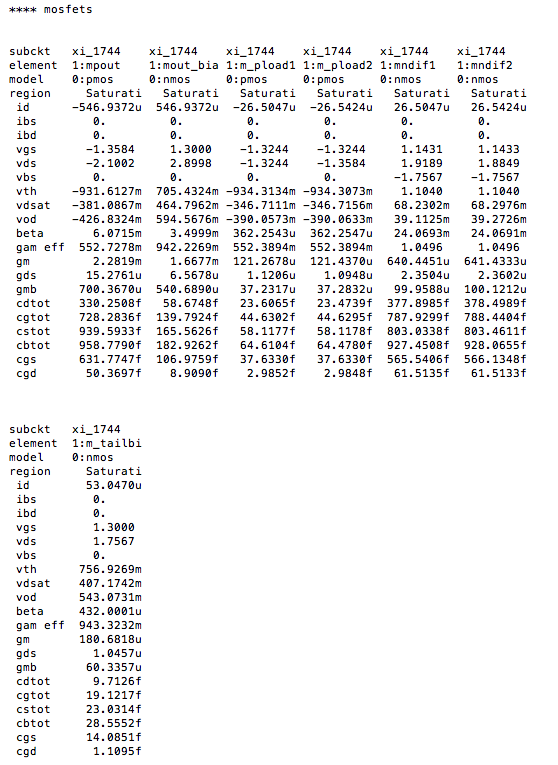 **** mosfets
subckt xi_1744 xi_1744 xi_1744 xi_1744 xi_1744 xi_1744
element 1:mpout 1:mout_bia 1:m_pload1 1:m_pload2 1:mndif1 1:mndif2
model 0:pmos 0:nmos 0:pmos 0:pmos 0:nmos 0:nmos
region Saturati Saturati Saturati Saturati Saturati Saturati
id -546.9372u 546.9372u -26.5047u -26.5424u 26.5047u 26.5424u
ibs 0. 0. 0. 0. 0. 0.
ibd 0. 0. 0. 0. 0. 0.
vgs -1.3584 1.3000 -1.3244 -1.3244 1.1431 1.1433
vds -2.1002 2.8998 -1.3244 -1.3584 1.9189 1.8849
vbs 0. 0. 0. 0. -1.7567 -1.7567
vth -931.6127m 705.4324m -934.3134m -934.3073m 1.1040 1.1040
vdsat -381.0867m 464.7962m -346.7111m -346.7156m 68.2302m 68.2976m
vod -426.8324m 594.5676m -390.0573m -390.0633m 39.1125m 39.2726m
beta 6.0715m 3.4999m 362.2543u 362.2547u 24.0693m 24.0691m
gam eff 552.7278m 942.2269m 552.3894m 552.3894m 1.0496 1.0496
gm 2.2819m 1.6677m 121.2678u 121.4370u 640.4451u 641.4333u
gds 15.2761u 6.5678u 1.1206u 1.0948u 2.3504u 2.3602u
gmb 700.3670u 540.6890u 37.2317u 37.2832u 99.9588u 100.1212u
cdtot 330.2508f 58.6748f 23.6065f 23.4739f 377.8985f 378.4989f
cgtot 728.2836f 139.7924f 44.6302f 44.6295f 787.9299f 788.4404f
cstot 939.5933f 165.5626f 58.1177f 58.1178f 803.0338f 803.4611f
cbtot 958.7790f 182.9262f 64.6104f 64.4780f 927.4508f 928.0655f
cgs 631.7747f 106.9759f 37.6330f 37.6330f 565.5406f 566.1348f
cgd 50.3697f 8.9090f 2.9852f 2.9848f 61.5135f 61.5133f
subckt xi_1744
element 1:m_tailbi
model 0:nmos
region Saturati
id 53.0470u
ibs 0.
ibd 0.
vgs 1.3000
vds 1.7567
vbs 0.
vth 756.9269m
vdsat 407.1742m
vod 543.0731m
beta 432.0001u
gam eff 943.3232m
gm 180.6818u
gds 1.0457u
gmb 60.3357u
cdtot 9.7126f
cgtot 19.1217f
cstot 23.0314f
cbtot 28.5552f
cgs 14.0851f
cgd 1.1095f